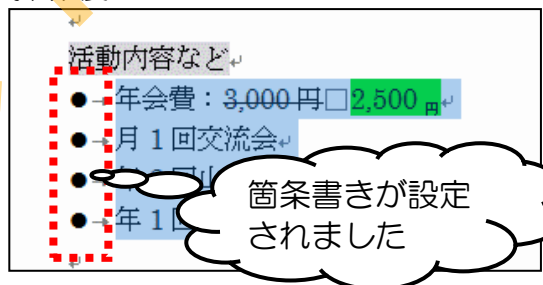 活動内容など
●→年会費：3,000円□2,500円
●→月1回交流会
●→
●→年1回
箇条書きが設定
されました